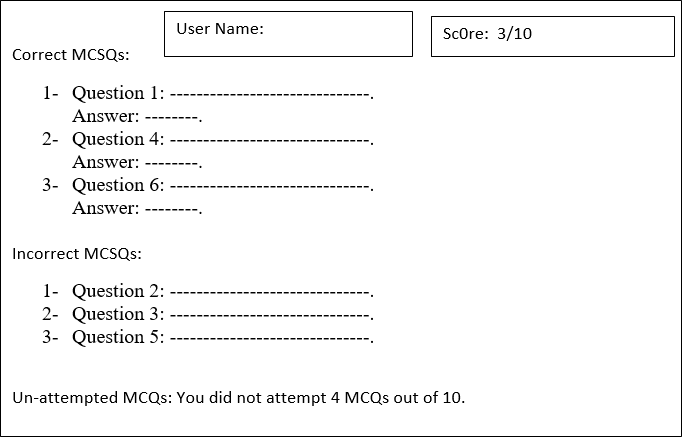 User Name:
Sc0re: 3/10
Correct MCSQs:
1- Question 1: ------------------------------.
Answer: --------.
2- Question 4: ------------------------------.
Answer: --------.
3- Question 6: ------------------------------.
Answer: --------.
Incorrect MCSQs:
1- Question 2: ------------------------------.
2- Question 3: ------------------------------.
3- Question 5: ------------------------------.
Un-attempted MCQs: You did not attempt 4 MCQs out of 10.